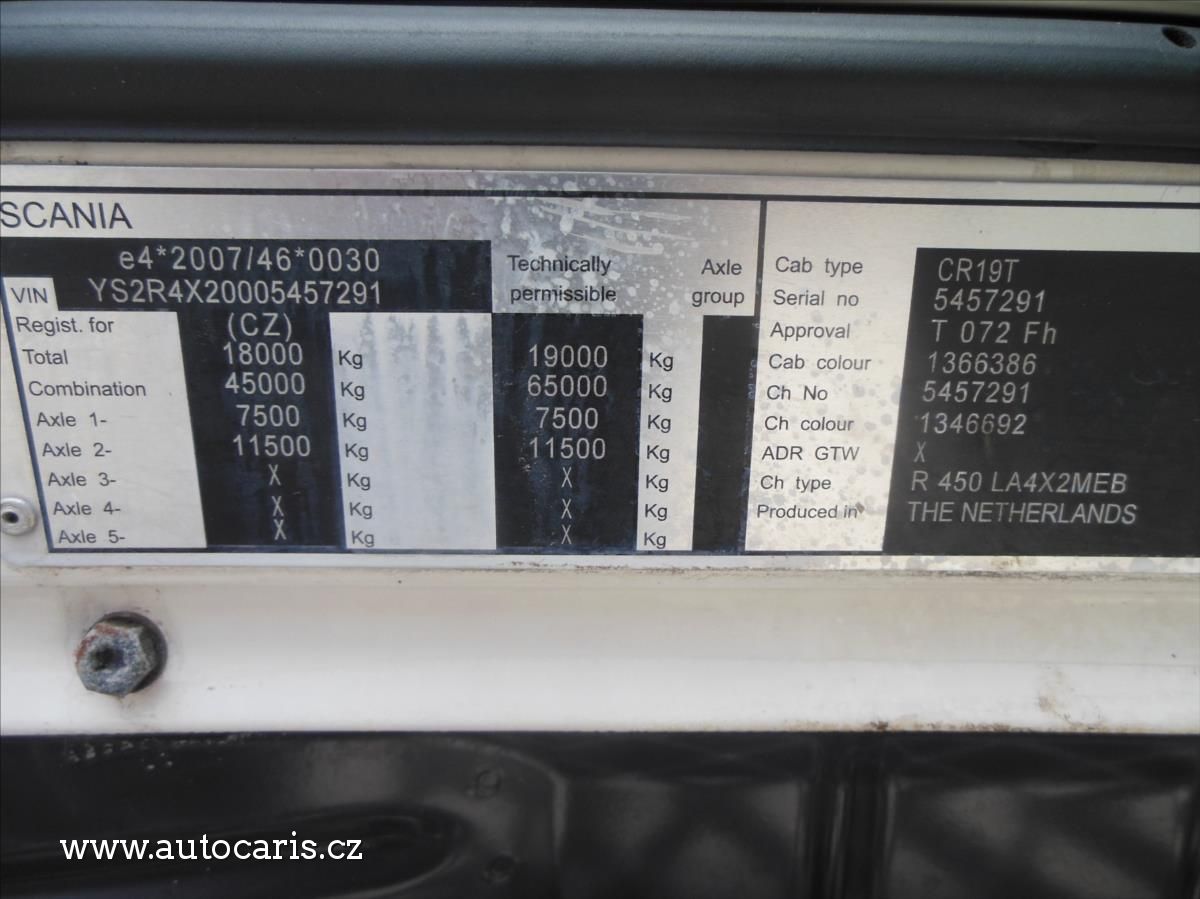 SCANIA
e4*2007/46*0030
VIN YS2R4X20005457291
Technically permissible
Axle group
Regist. for (CZ)
Total 18000 Kg 19000 Kg
Combination 45000 Kg 65000 Kg
Axle 1- 7500 Kg 7500 Kg
Axle 2- 11500 Kg 11500 Kg
Axle 3- X Kg X Kg
Axle 4- X Kg X Kg
Axle 5- X Kg X Kg
Cab type CR19T
Serial no 5457291
Approval T 072 Fh
Cab colour 1366386
Ch No 5457291
Ch colour 1346692
ADR GTW X
Ch type R 450 LA4X2MEB
Produced in THE NETHERLANDS
www.autocaris.cz